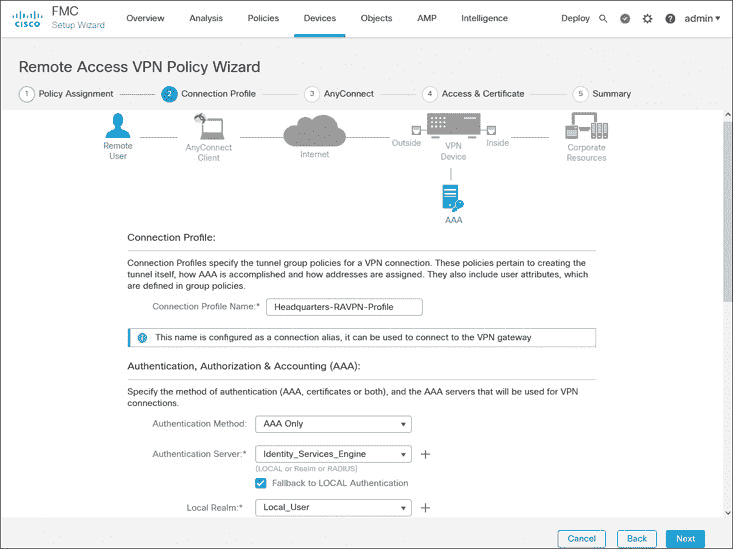 CISCO
FMC
Setup Wizard
Overview
Analysis
Policies
Devices
Objects
AMP
Intelligence
Deploy
admin
Remote Access VPN Policy Wizard
1 Policy Assignment
2 Connection Profile
3 AnyConnect
4 Access & Certificate
5 Summary
Remote
User
AnyConnect
Client
Internet
Outside
VPN
Device
Inside
Corporate
Resources
AAA
Connection Profile:
Connection Profiles specify the tunnel group policies for a VPN connection. These policies pertain to creating the
tunnel itself, how AAA is accomplished and how addresses are assigned. They also include user attributes, which
are defined in group policies.
Connection Profile Name:* Headquarters-RAVPN-Profile
This name is configured as a connection alias, it can be used to connect to the VPN gateway
Authentication, Authorization & Accounting (AAA):
Specify the method of authentication (AAA, certificates or both), and the AAA servers that will be used for VPN
connections.
Authentication Method: AAA Only
Authentication Server:* Identity_Services_Engine
(LOCAL or Realm or RADIUS)
Fallback to LOCAL Authentication
Local Realm:* Local_User
Cancel
Back
Next